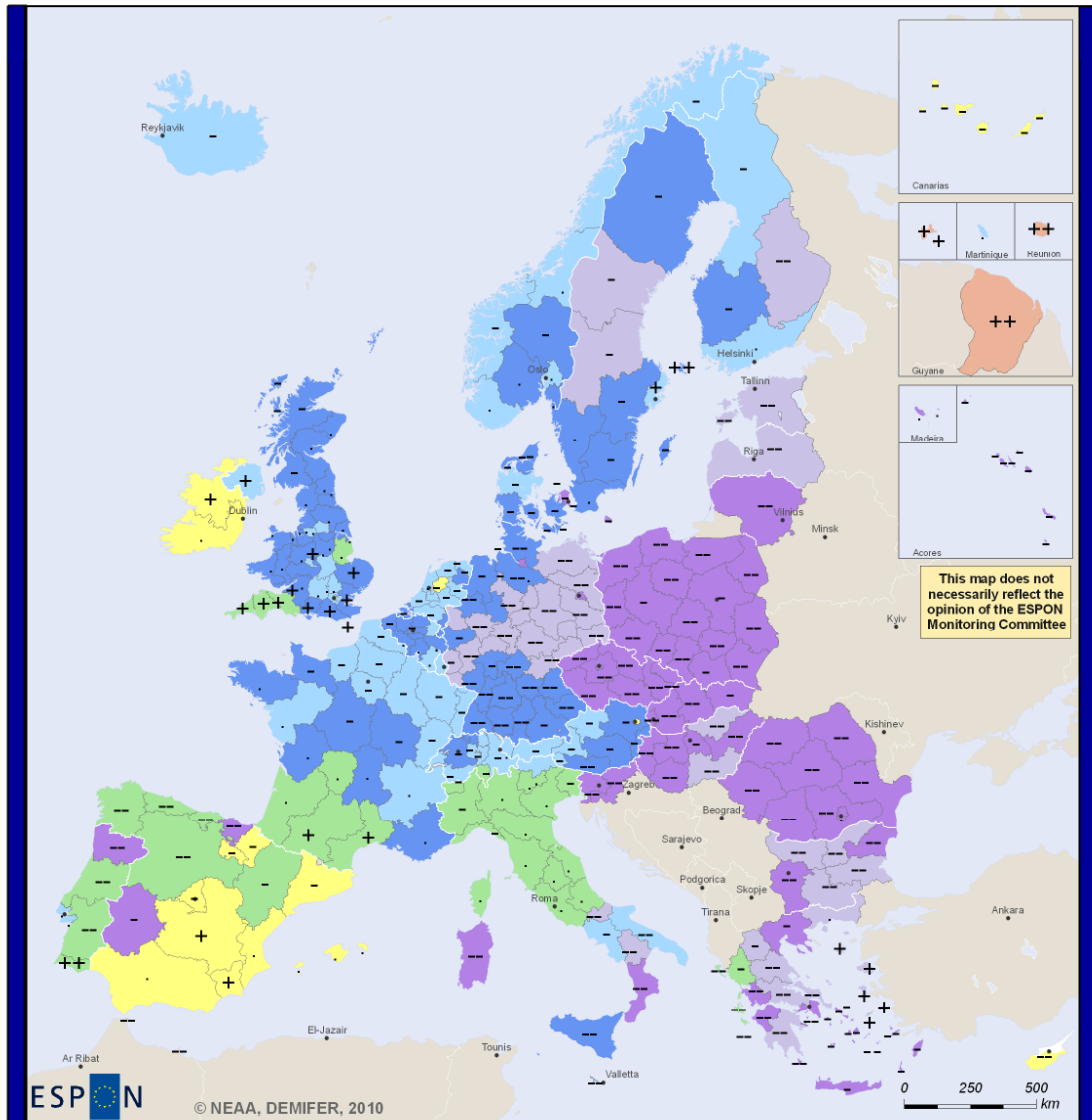 Reykjavik
Canarias
Martinique
Réunion
Guyane
Madeira
Acores
This map does not
necessarily reflect the
opinion of the ESPON
Monitoring Committee
Oslo
Helsinki
Tallinn
Riga
Dublin
Vilnius
Minsk
Kyiv
Kishinev
Zagreb
Beograd
Sarajevo
Podgorica
Skopje
Roma
Tirana
Ankara
El-Jazair
Tounis
Ar Ribat
Valletta
0 250 500
km
ESPON
© NEAA, DEMIFER, 2010